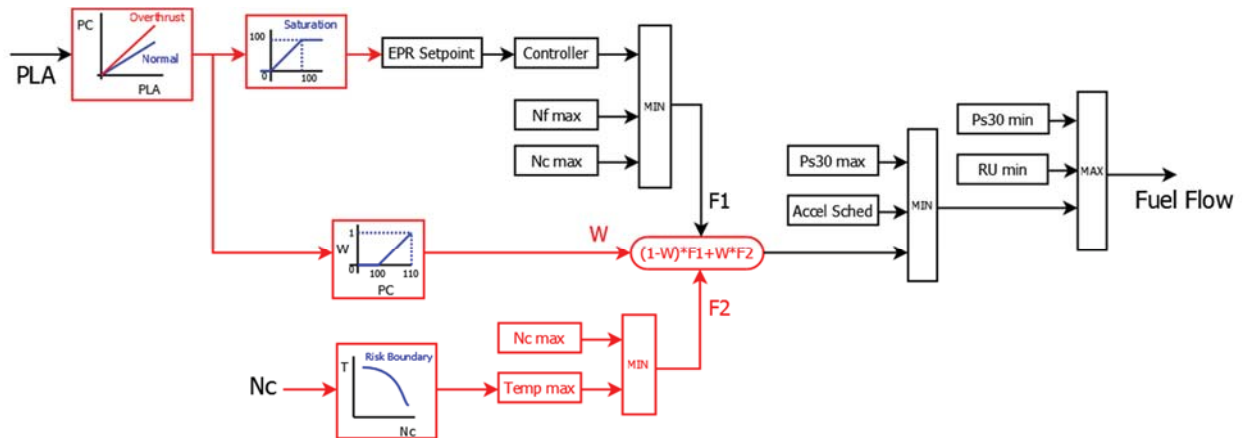 PLA
PC
Overthrust
Normal
PLA
Saturation
100
0
100
EPR Setpoint
Controller
Nf max
Nc max
MIN
F1
1
W
0
100
110
PC
W
(1-W)*F1+W*F2
F2
Nc
Risk Boundary
T
Nc
Nc max
Temp max
MIN
Ps30 max
Accel Sched
MIN
Ps30 min
RU min
MAX
Fuel Flow